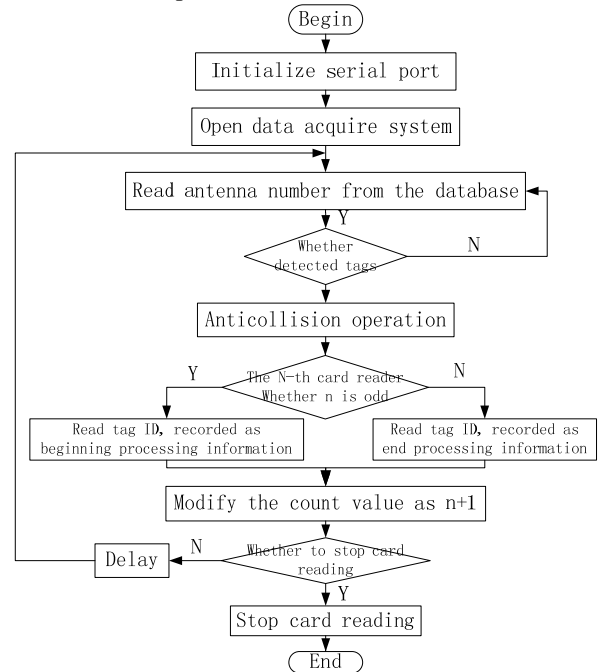 Begin
Initialize serial port
Open data acquire system
Read antenna number from the database
Y
Whether
detected tags
N
Anticollision operation
The N-th card reader
Whether n is odd
Y
N
Read tag ID, recorded as
beginning processing information
Read tag ID, recorded as
end processing information
Modify the count value as n+1
Whether to stop card
reading
N
Delay
Y
Stop card reading
End